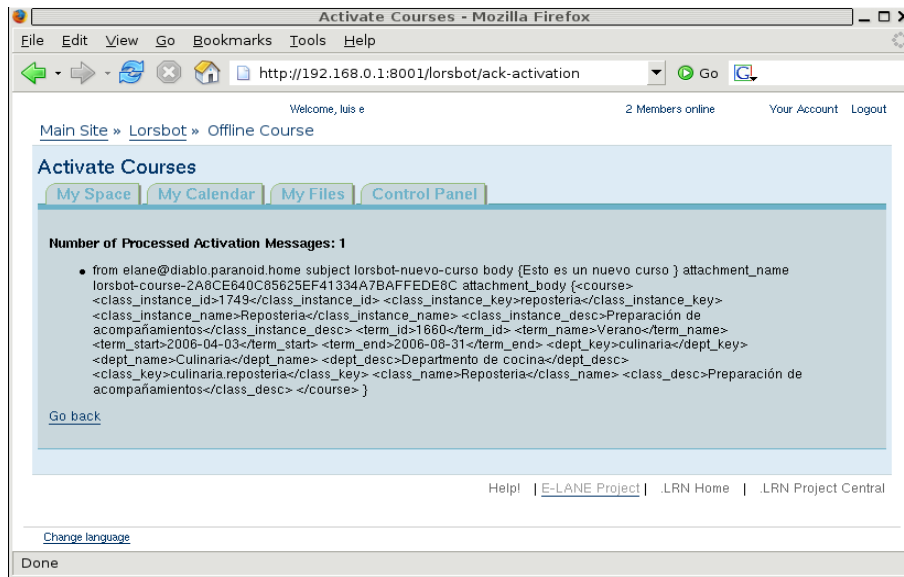 Activate Courses - Mozilla Firefox
File Edit View Go Bookmarks Tools Help
http://192.168.0.1:8001/lorsbot/ack-activation Go G
Welcome, luis e 2 Members online Your Account Logout
Main Site » Lorsbot » Offline Course
Activate Courses
My Space My Calendar My Files Control Panel
Number of Processed Activation Messages: 1
• from elane@diablo.paranoid.home subject lorsbot-nuevo-curso body {Esto es un nuevo curso } attachment_name
lorsbot-course-2A8CE640C85625EF41334A7BAFFEDE8C attachment_body {<course>
<class_instance_id>1749</class_instance_id> <class_instance_key>reposteria</class_instance_key>
<class_instance_name>Reposteria</class_instance_name> <class_instance_desc>Preparación de
acompañamientos</class_instance_desc> <term_id>1660</term_id> <term_name>Verano</term_name>
<term_start>2006-04-03</term_start> <term_end>2006-08-31</term_end> <dept_key>culinaria</dept_key>
<dept_name>Culinaria</dept_name> <dept_desc>Departmento de cocina</dept_desc>
<class_key>culinaria.reposteria</class_key> <class_name>Reposteria</class_name> <class_desc>Preparación de
acompañamientos</class_desc> </course> }
Go back
Help! | E-LANE Project | .LRN Home | .LRN Project Central
Change language
Done